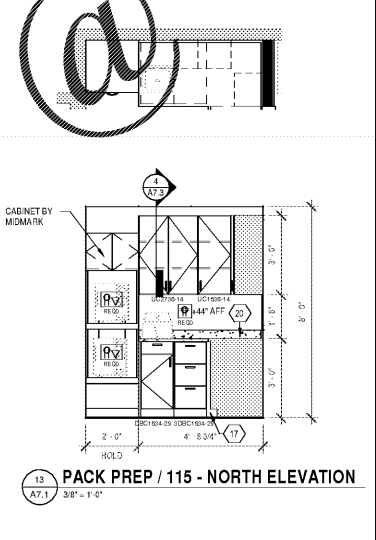 @
4
A7.3
CABINET BY
MIDMARK
UC2736-14 UC1536-14
REQD.
+44" AFF
REQD.
20
REQD.
3'- 0"
1'- 6"
8'- 0"
3'- 0"
DBC1534-29 3DBC1534-29
17
2'- 0"
4'- 8 3/4"
HOLD
13
A7.1
PACK PREP / 115 - NORTH ELEVATION
3/8" = 1'-0"